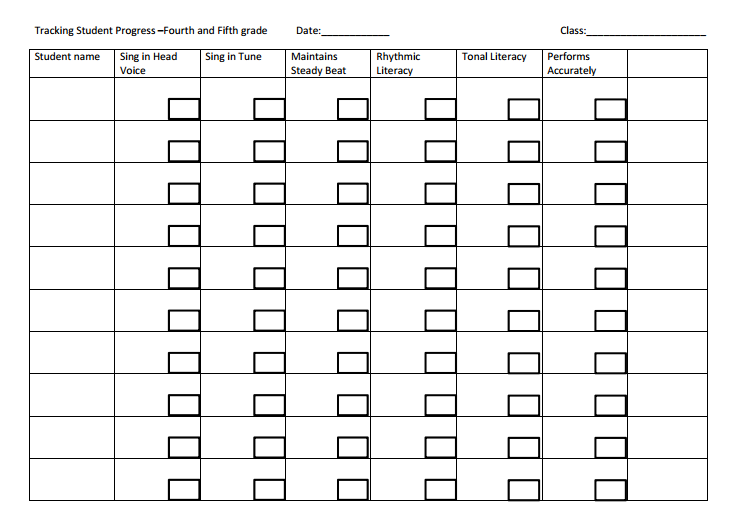 Tracking Student Progress –Fourth and Fifth grade Date:____________ Class:_____________________
Student name Sing in Head Sing in Tune Maintains Rhythmic Tonal Literacy Performs
Voice Steady Beat Literacy Accurately